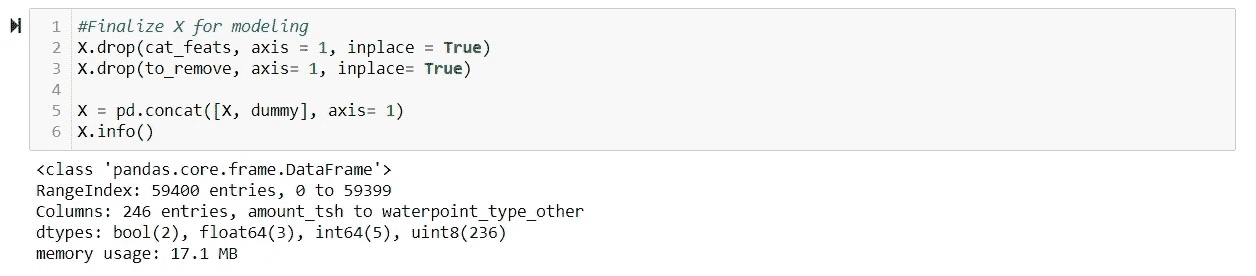 1 #Finalize X for modeling
2 X.drop(cat_feats, axis = 1, inplace = True)
3 X.drop(to_remove, axis= 1, inplace= True)
4
5 X = pd.concat([X, dummy], axis= 1)
6 X.info()
<class 'pandas.core.frame.DataFrame'>
RangeIndex: 59400 entries, 0 to 59399
Columns: 246 entries, amount_tsh to waterpoint_type_other
dtypes: bool(2), float64(3), int64(5), uint8(236)
memory usage: 17.1 MB